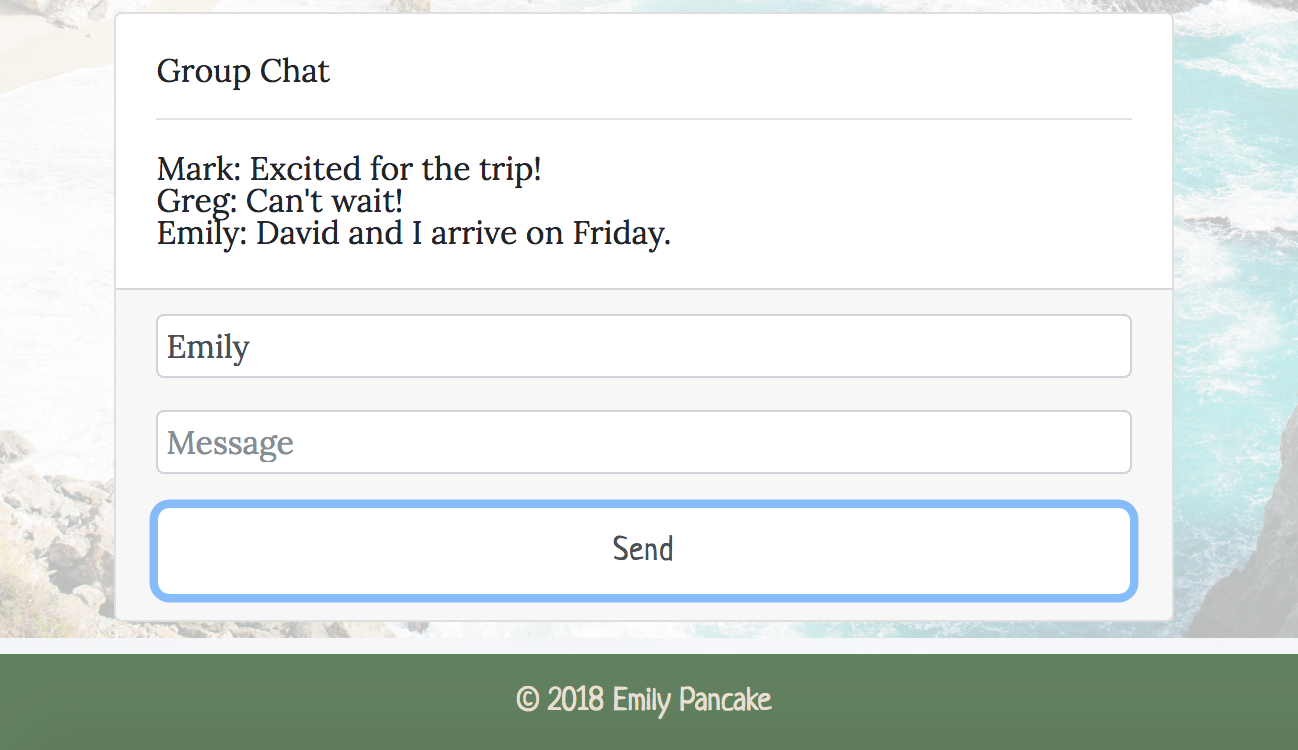 Group Chat
Mark: Excited for the trip!
Greg: Can't wait!
Emily: David and I arrive on Friday.
Emily
Message
Send
© 2018 Emily Pancake